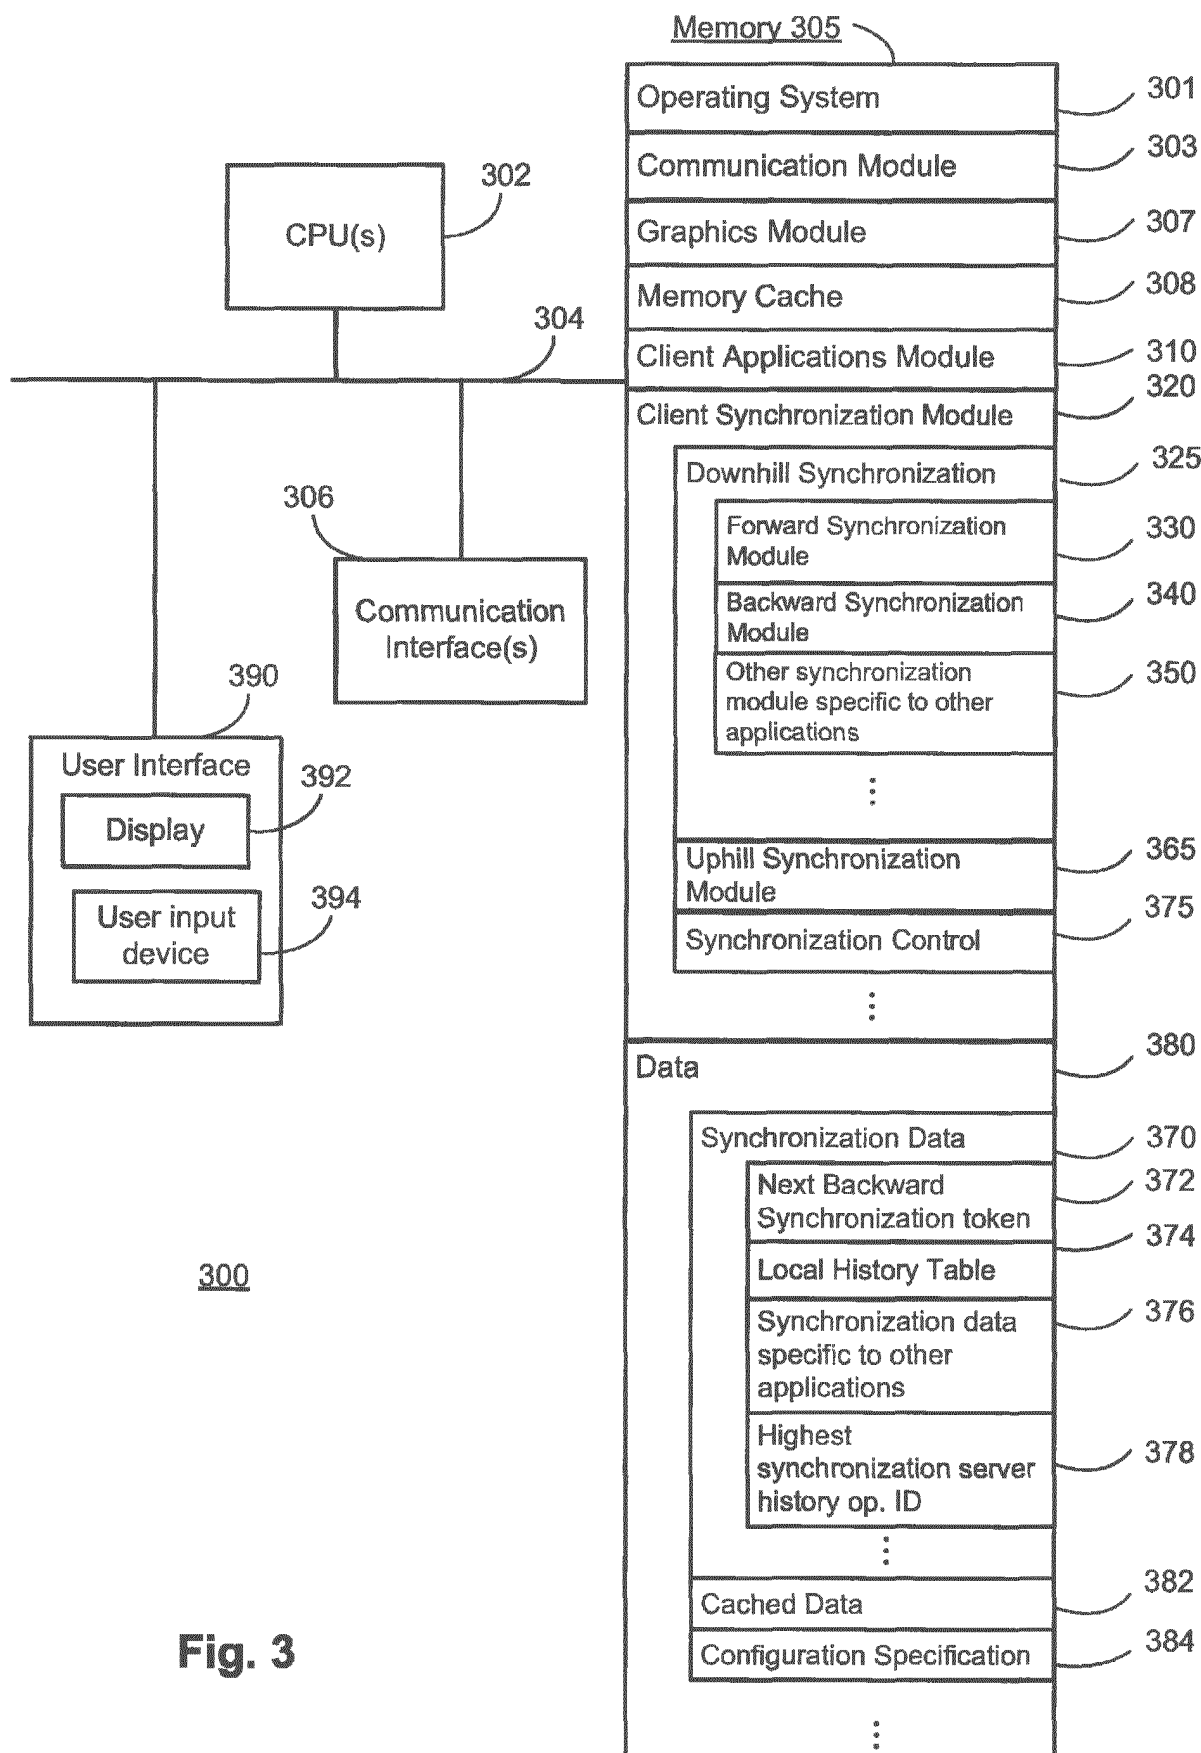 Memory 305
Operating System
301
Communication Module
303
Graphics Module
307
Memory Cache
308
Client Applications Module
310
Client Synchronization Module
320
Downhill Synchronization
325
Forward Synchronization
Module
330
Backward Synchronization
Module
340
Other synchronization
module specific to other
applications
350
⋮
Uphill Synchronization
Module
365
Synchronization Control
375
⋮
Data
380
Synchronization Data
370
Next Backward
Synchronization token
372
Local History Table
374
Synchronization data
specific to other
applications
376
Highest
synchronization server
history op. ID
378
⋮
Cached Data
382
Configuration Specification
384
⋮
CPU(s)
302
304
306
Communication
Interface(s)
390
User Interface
392
Display
394
User input
device
300
Fig. 3